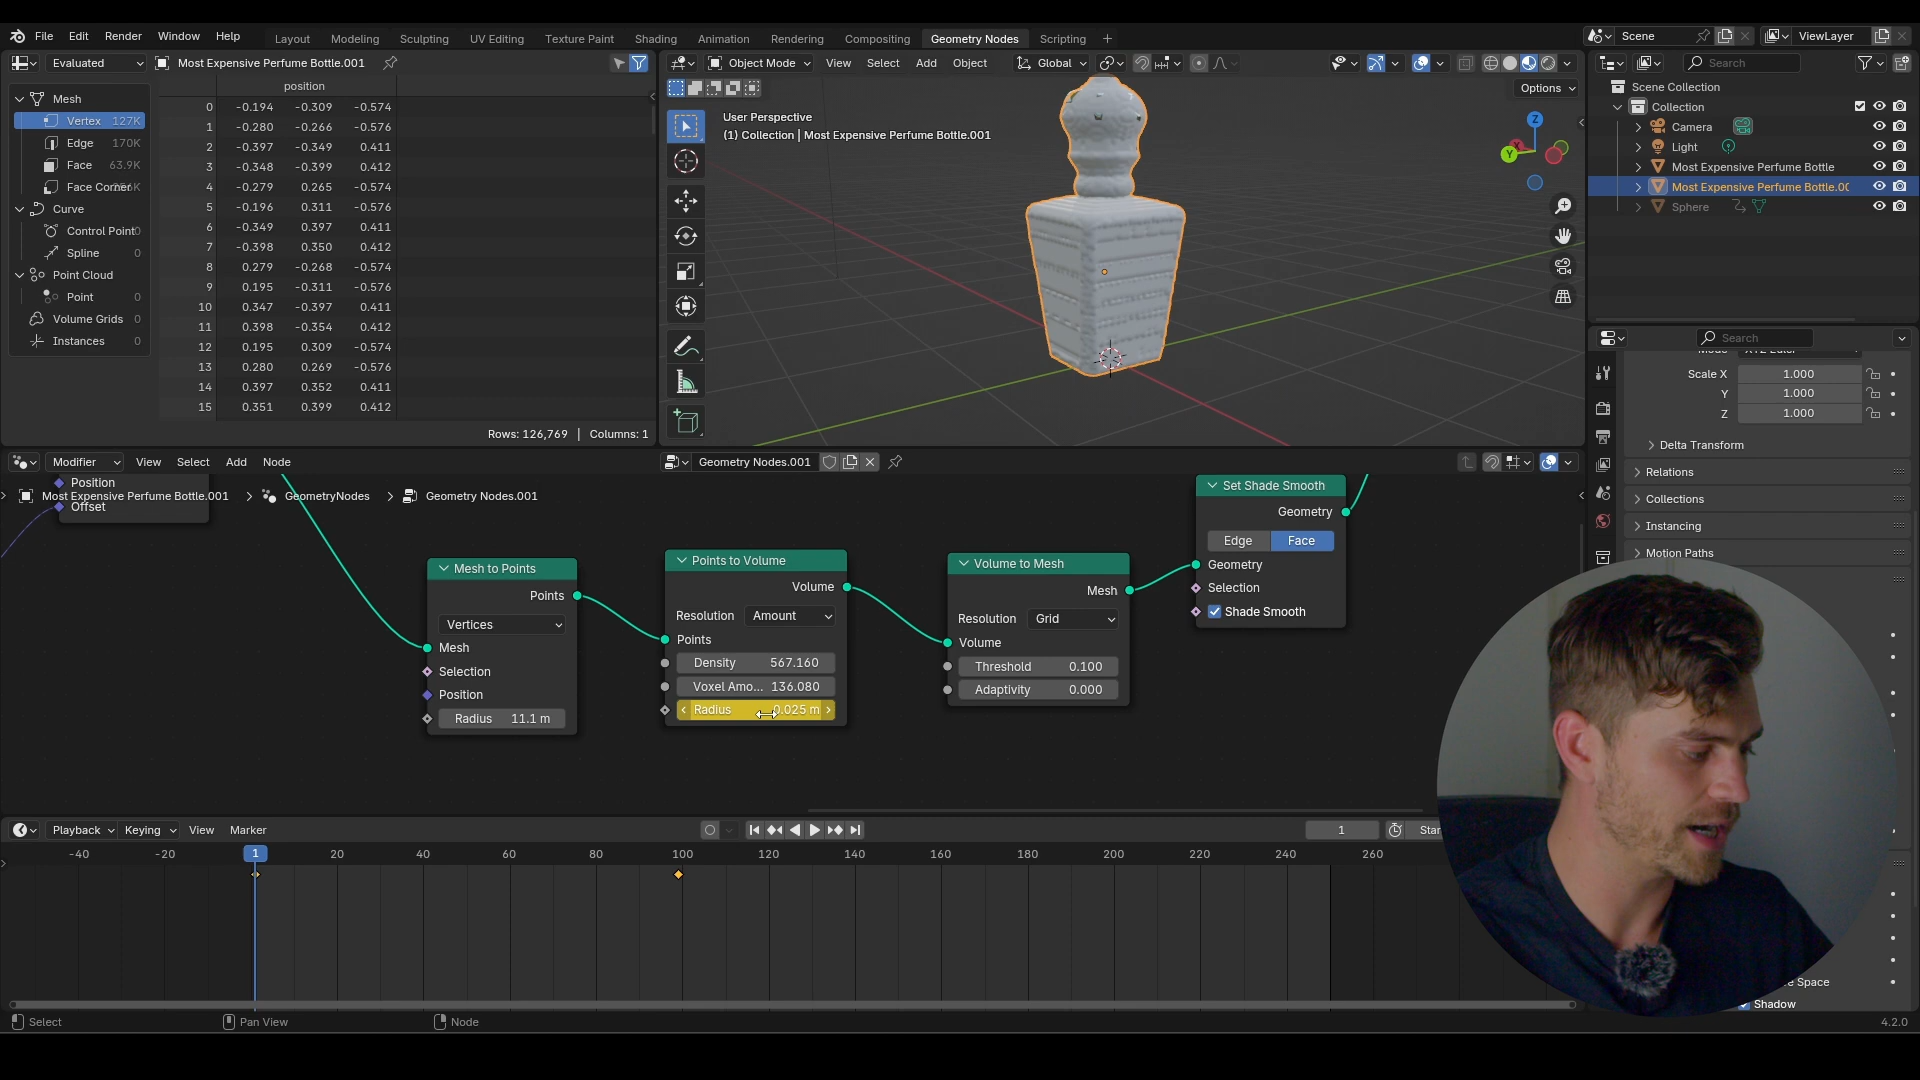 File Edit Render Window Help
Layout Modeling Sculpting UV Editing Texture Paint Shading Animation Rendering Compositing Geometry Nodes Scripting +
Scene
ViewLayer
Evaluated
Most Expensive Perfume Bottle.001
Object Mode View Select Add Object
Global
Search
position
Options
Mesh
Vertex 127K
Edge 170K
Face 63.9K
Curve
Control Point 0
Spline 0
Point Cloud
Point 0
Volume Grids 0
Instances 0
0 -0.194 -0.309 -0.574
1 -0.280 -0.266 -0.576
2 -0.397 -0.349 0.411
3 -0.348 -0.399 0.412
4 -0.279 0.265 -0.574
5 -0.196 0.311 -0.576
6 -0.349 0.397 0.411
7 -0.398 0.350 0.412
8 0.279 -0.268 -0.574
9 0.195 -0.311 -0.576
10 0.347 -0.397 0.411
11 0.398 -0.354 0.412
12 0.195 0.309 -0.574
13 0.280 0.269 -0.576
14 0.397 0.352 0.411
15 0.351 0.399 0.412
Rows: 126,769 | Columns: 1
User Perspective
(1) Collection | Most Expensive Perfume Bottle.001
Z
Y
X
Scene Collection
Collection
Camera
Light
Most Expensive Perfume Bottle
Most Expensive Perfume Bottle.00
Sphere
Search
Scale X 1.000
Y 1.000
Z 1.000
Delta Transform
Relations
Collections
Instancing
Motion Paths
Shadow
Modifier View Select Add Node
Geometry Nodes.001
Position
Most Expensive Perfume Bottle.001 > GeometryNodes > Geometry Nodes.001
Offset
Mesh to Points
Points
Vertices
Mesh
Selection
Position
Radius 11.1 m
Points to Volume
Volume
Resolution Amount
Points
Density 567.160
Voxel Amo... 136.080
Radius 0.025 m
Volume to Mesh
Mesh
Resolution Grid
Volume
Threshold 0.100
Adaptivity 0.000
Set Shade Smooth
Geometry
Edge Face
Geometry
Selection
Shade Smooth
Playback Keying View Marker
1
Star
-40 -20 1 20 40 60 80 100 120 140 160 180 200 220 240 260
Select Pan View Node
4.2.0